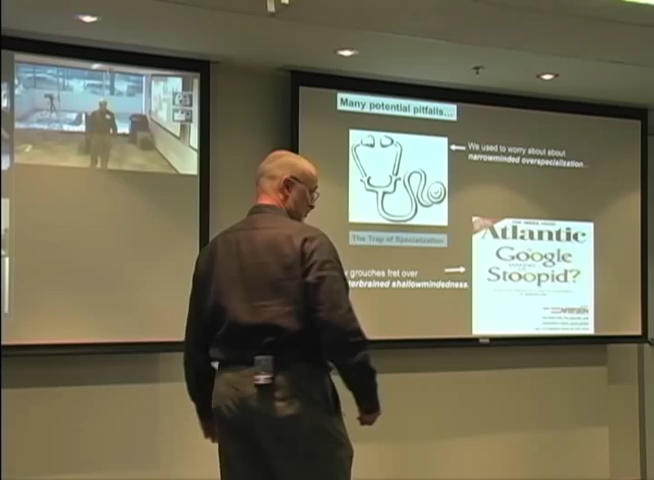 Many potential pitfalls...
We used to worry about about
narrowminded overspecialization...
The Trap of Specialization
grouches fret over
terbrained shallowmindedness.
Atlantic
Google
Stoopid?